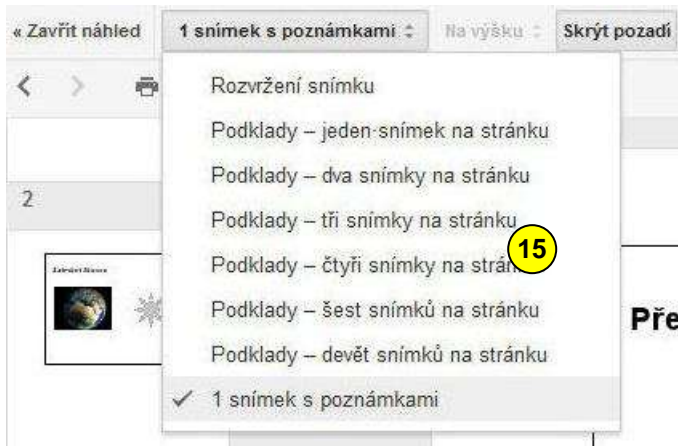 « Zavřít náhled 1 snímek s poznámkami Na výšku Skrýt pozadí
Rozvržení snímku
Podklady – jeden snímek na stránku
Podklady – dva snímky na stránku
2
Podklady – tři snímky na stránku
15
Podklady – čtyři snímky na strán
Podklady – šest snímků na stránku
Pře
Podklady – devět snímků na stránku
1 snímek s poznámkami